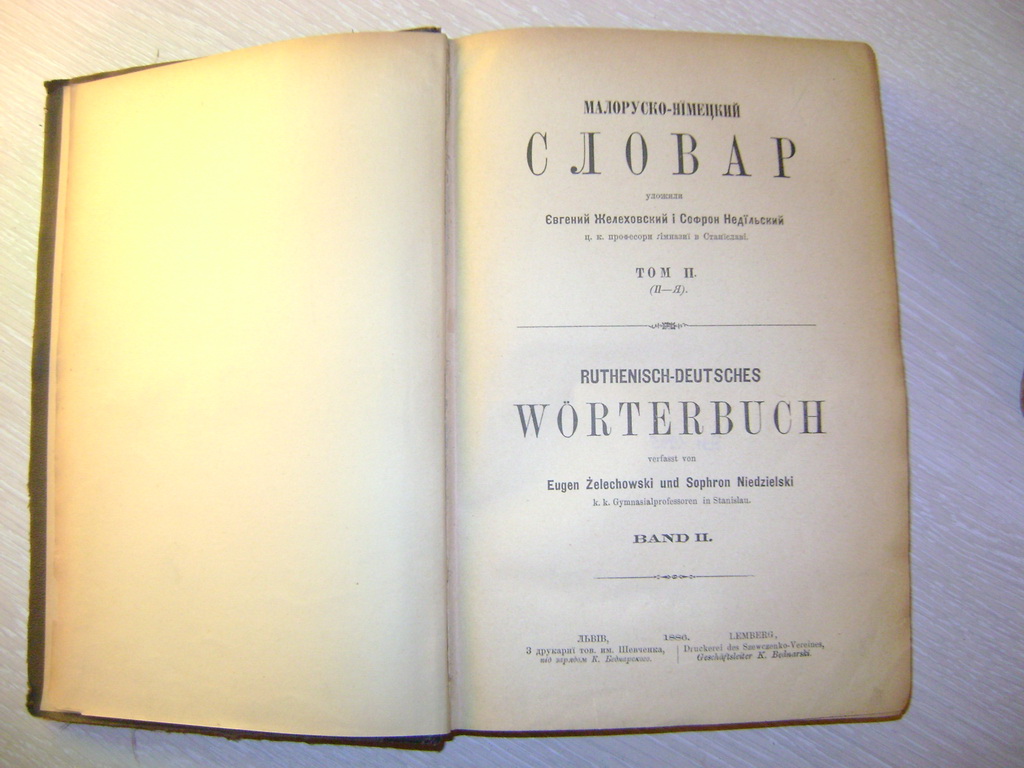 МАЛОРУСКО-НЇМЕЦКИЙ
СЛОВАР
уложили
Євгений Желеховский і Софрон Недїльский
ц. к. професори ґімназиї в Станїславі.
ТОМ II.
(П—Я).
RUTHENISCH-DEUTSCHES
WÖRTERBUCH
verfasst von
Eugen Żelechowski und Sophron Niedzielski
k. k. Gymnasialprofessoren in Stanislau.
BAND II.
ЛЬВІВ, 1886. LEMBERG,
З друкарнї тов. им. Шевченка, Druckerei des Szewczenko-Vereines,
під зарядом К. Беднарского. Geschäftsleiter K. Bednarski.